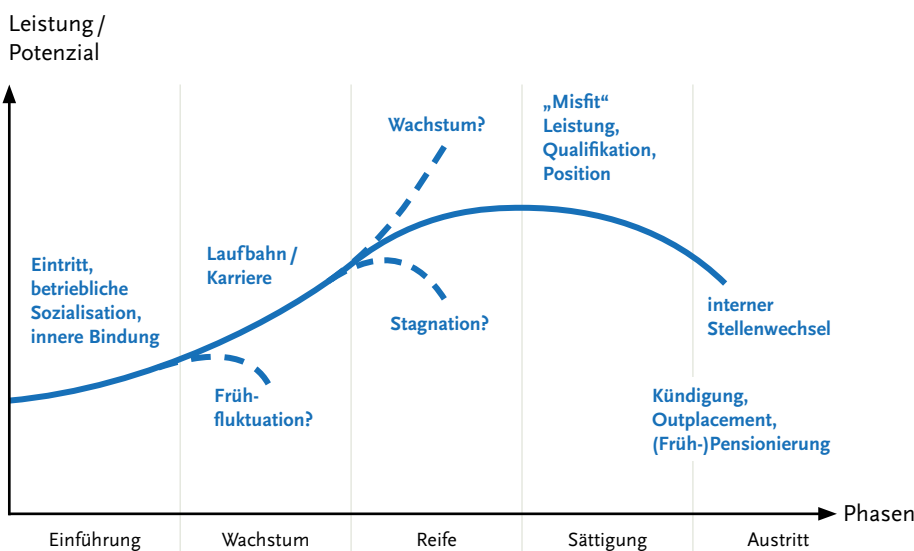 Leistung /
Potenzial
„Misfit“
Leistung,
Qualifikation,
Position
Wachstum?
Laufbahn /
Karriere
Eintritt,
betriebliche
Sozialisation,
innere Bindung
Stagnation?
interner
Stellenwechsel
Früh-
fluktuation?
Kündigung,
Outplacement,
(Früh-)Pensionierung
Phasen
Einführung
Wachstum
Reife
Sättigung
Austritt